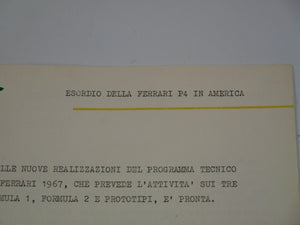 ESORDIO DELLA FERRARI P4 IN AMERICA
LLE NUOVE REALIZZAZIONI DEL PROGRAMMA TECNICO
FERRARI 1967, CHE PREVEDE L'ATTIVITA' SUI TRE
MULA 1, FORMULA 2 E PROTOTIPI, E' PRONTA.